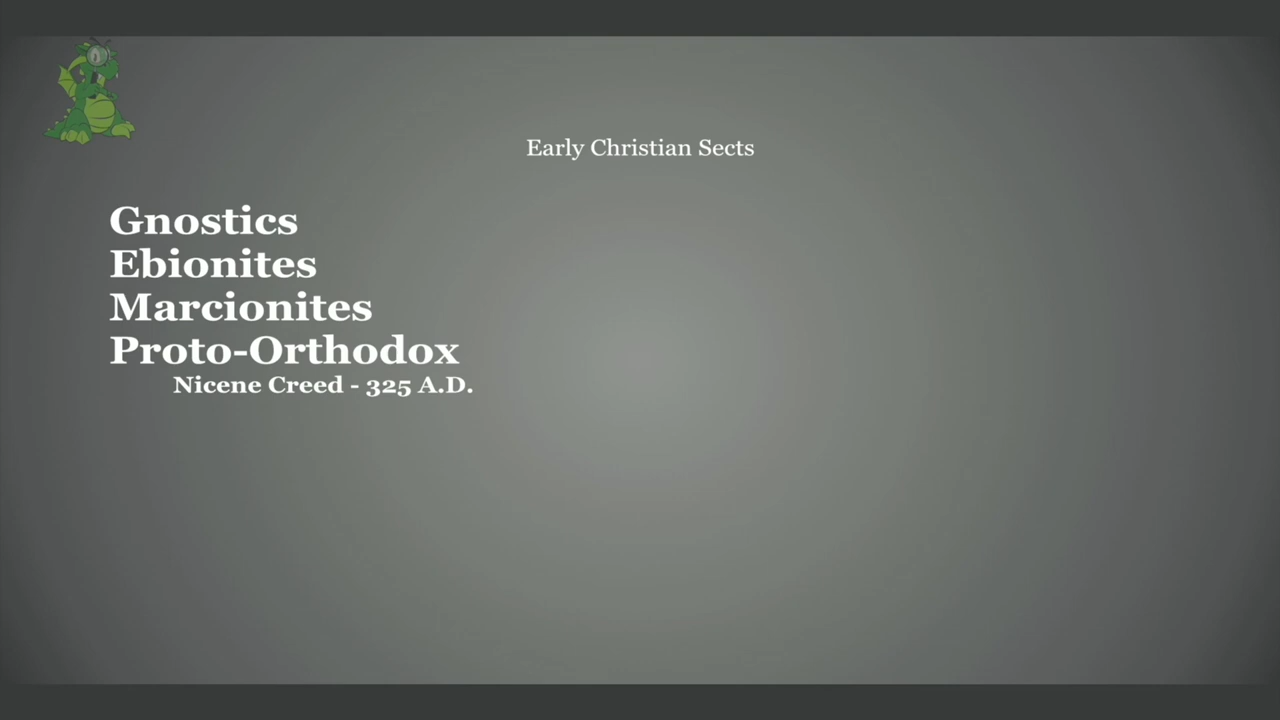 Early Christian Sects
Gnostics
Ebionites
Marcionites
Proto-Orthodox
Nicene Creed - 325 A.D.